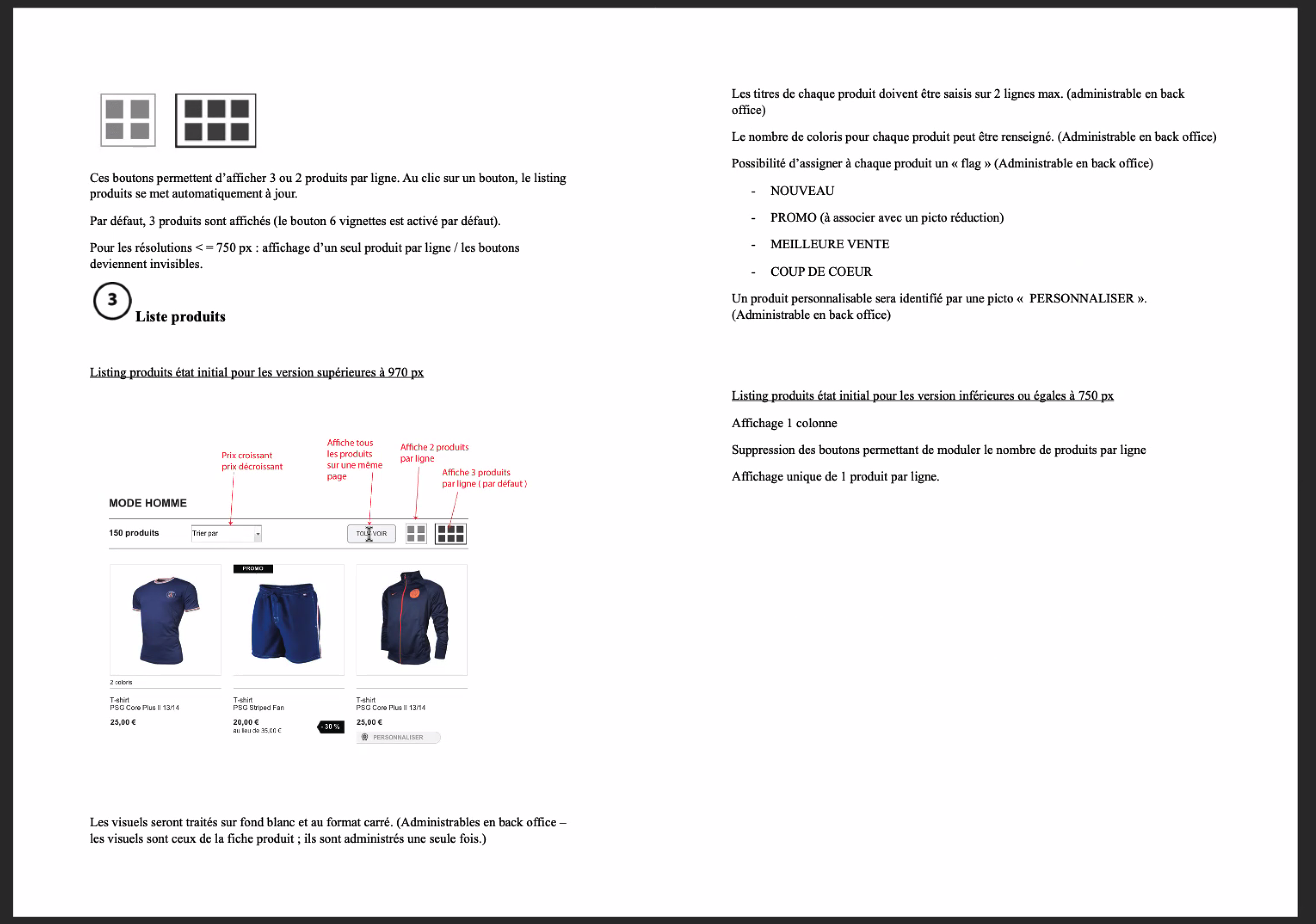 Ces boutons permettent d'afficher 3 ou 2 produits par ligne. Au clic sur un bouton, le listing
produits se met automatiquement à jour.
Par défaut, 3 produits sont affichés (le bouton 6 vignettes est activé par défaut).
Pour les résolutions < = 750 px : affichage d'un seul produit par ligne / les boutons
deviennent invisibles.
3
Liste produits
Listing produits état initial pour les version supérieures à 970 px
Prix croissant
prix décroissant
Affiche tous
les produits
sur une même
page
Affiche 2 produits
par ligne
Affiche 3 produits
par ligne ( par défaut )
MODE HOMME
150 produits
Trier par
TOUT VOIR
PROMO
2 coloris
T-shirt
PSG Core Plus II 13/14
25,00 €
T-shirt
PSG Striped Fan
20,00 €
au lieu de 35,00 €
- 30 %
T-shirt
PSG Core Plus II 13/14
25,00 €
PERSONNALISER
Les visuels seront traités sur fond blanc et au format carré. (Administrables en back office –
les visuels sont ceux de la fiche produit ; ils sont administrés une seule fois.)
Les titres de chaque produit doivent être saisis sur 2 lignes max. (administrable en back
office)
Le nombre de coloris pour chaque produit peut être renseigné. (Administrable en back office)
Possibilité d'assigner à chaque produit un « flag » (Administrable en back office)
- NOUVEAU
- PROMO (à associer avec un picto réduction)
- MEILLEURE VENTE
- COUP DE COEUR
Un produit personnalisable sera identifié par une picto « PERSONNALISER ».
(Administrable en back office)
Listing produits état initial pour les version inférieures ou égales à 750 px
Affichage 1 colonne
Suppression des boutons permettant de moduler le nombre de produits par ligne
Affichage unique de 1 produit par ligne.